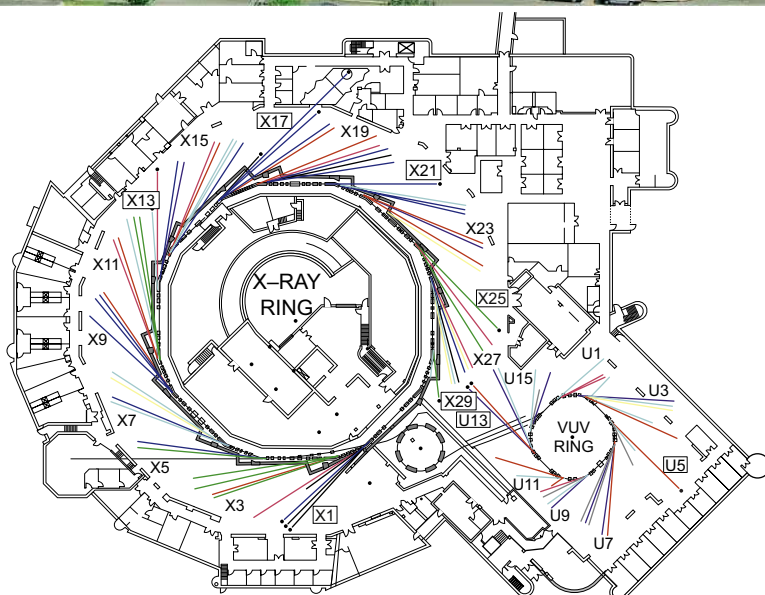 X17
X19
X15
X21
X13
X23
X11
X–RAY
RING
X25
X9
X27
U1
U15
U3
X7
X29
U13
VUV
RING
X5
U5
U11
X3
X1
U9
U7